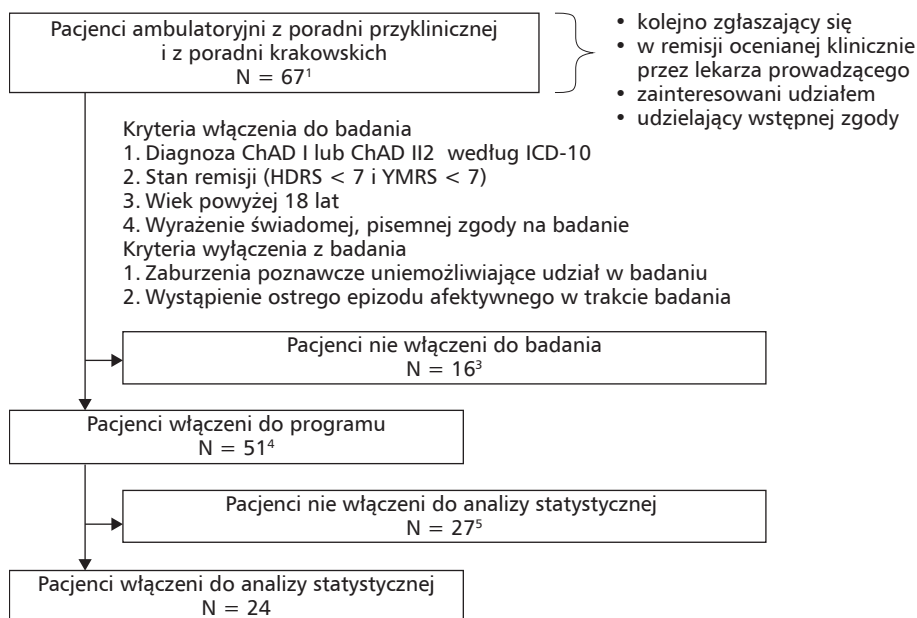 Pacjenci ambulatoryjni z poradni przyklinicznej
i z poradni krakowskich
N = 67¹
• kolejno zgłaszający się
• w remisji ocenianej klinicznie
przez lekarza prowadzącego
• zainteresowani udziałem
• udzielający wstępnej zgody
Kryteria włączenia do badania
1. Diagnoza ChAD I lub ChAD II2 według ICD-10
2. Stan remisji (HDRS < 7 i YMRS < 7)
3. Wiek powyżej 18 lat
4. Wyrażenie świadomej, pisemnej zgody na badanie
Kryteria wyłączenia z badania
1. Zaburzenia poznawcze uniemożliwiające udział w badaniu
2. Wystąpienie ostrego epizodu afektywnego w trakcie badania
Pacjenci nie włączeni do badania
N = 16³
Pacjenci włączeni do programu
N = 51⁴
Pacjenci nie włączeni do analizy statystycznej
N = 27⁵
Pacjenci włączeni do analizy statystycznej
N = 24